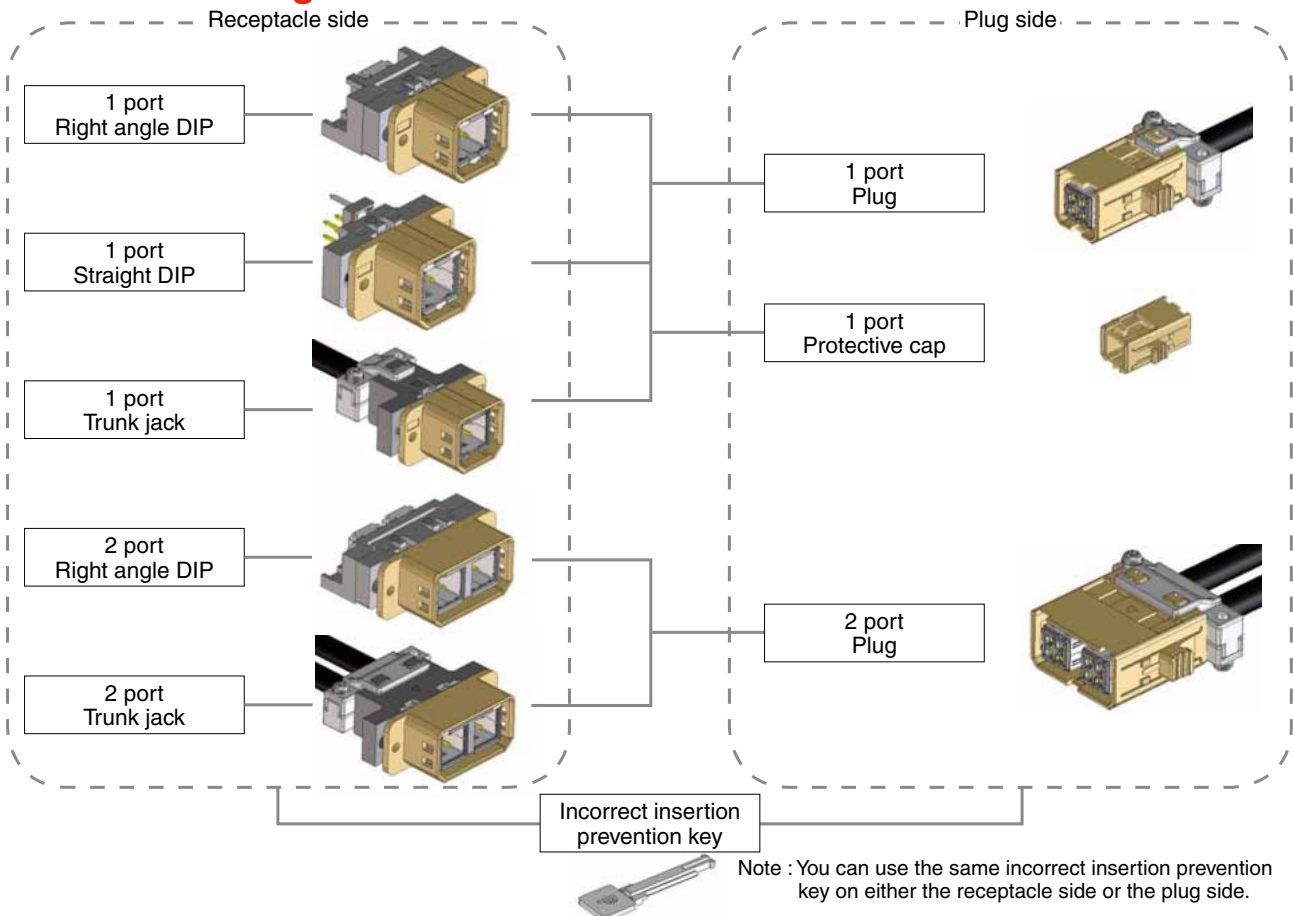 Receptacle side
Plug side
1 port
Right angle DIP
1 port
Straight DIP
1 port
Trunk jack
2 port
Right angle DIP
2 port
Trunk jack
1 port
Plug
1 port
Protective cap
2 port
Plug
Incorrect insertion
prevention key
Note : You can use the same incorrect insertion prevention
key on either the receptacle side or the plug side.